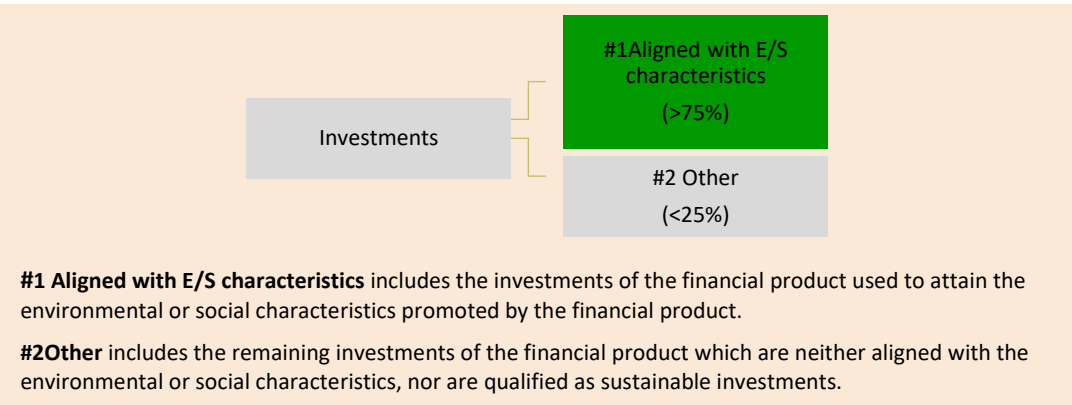 #1Aligned with E/S
characteristics
(>75%)
Investments
#2 Other
(<25%)
#1 Aligned with E/S characteristics includes the investments of the financial product used to attain the
environmental or social characteristics promoted by the financial product.
#2Other includes the remaining investments of the financial product which are neither aligned with the
environmental or social characteristics, nor are qualified as sustainable investments.